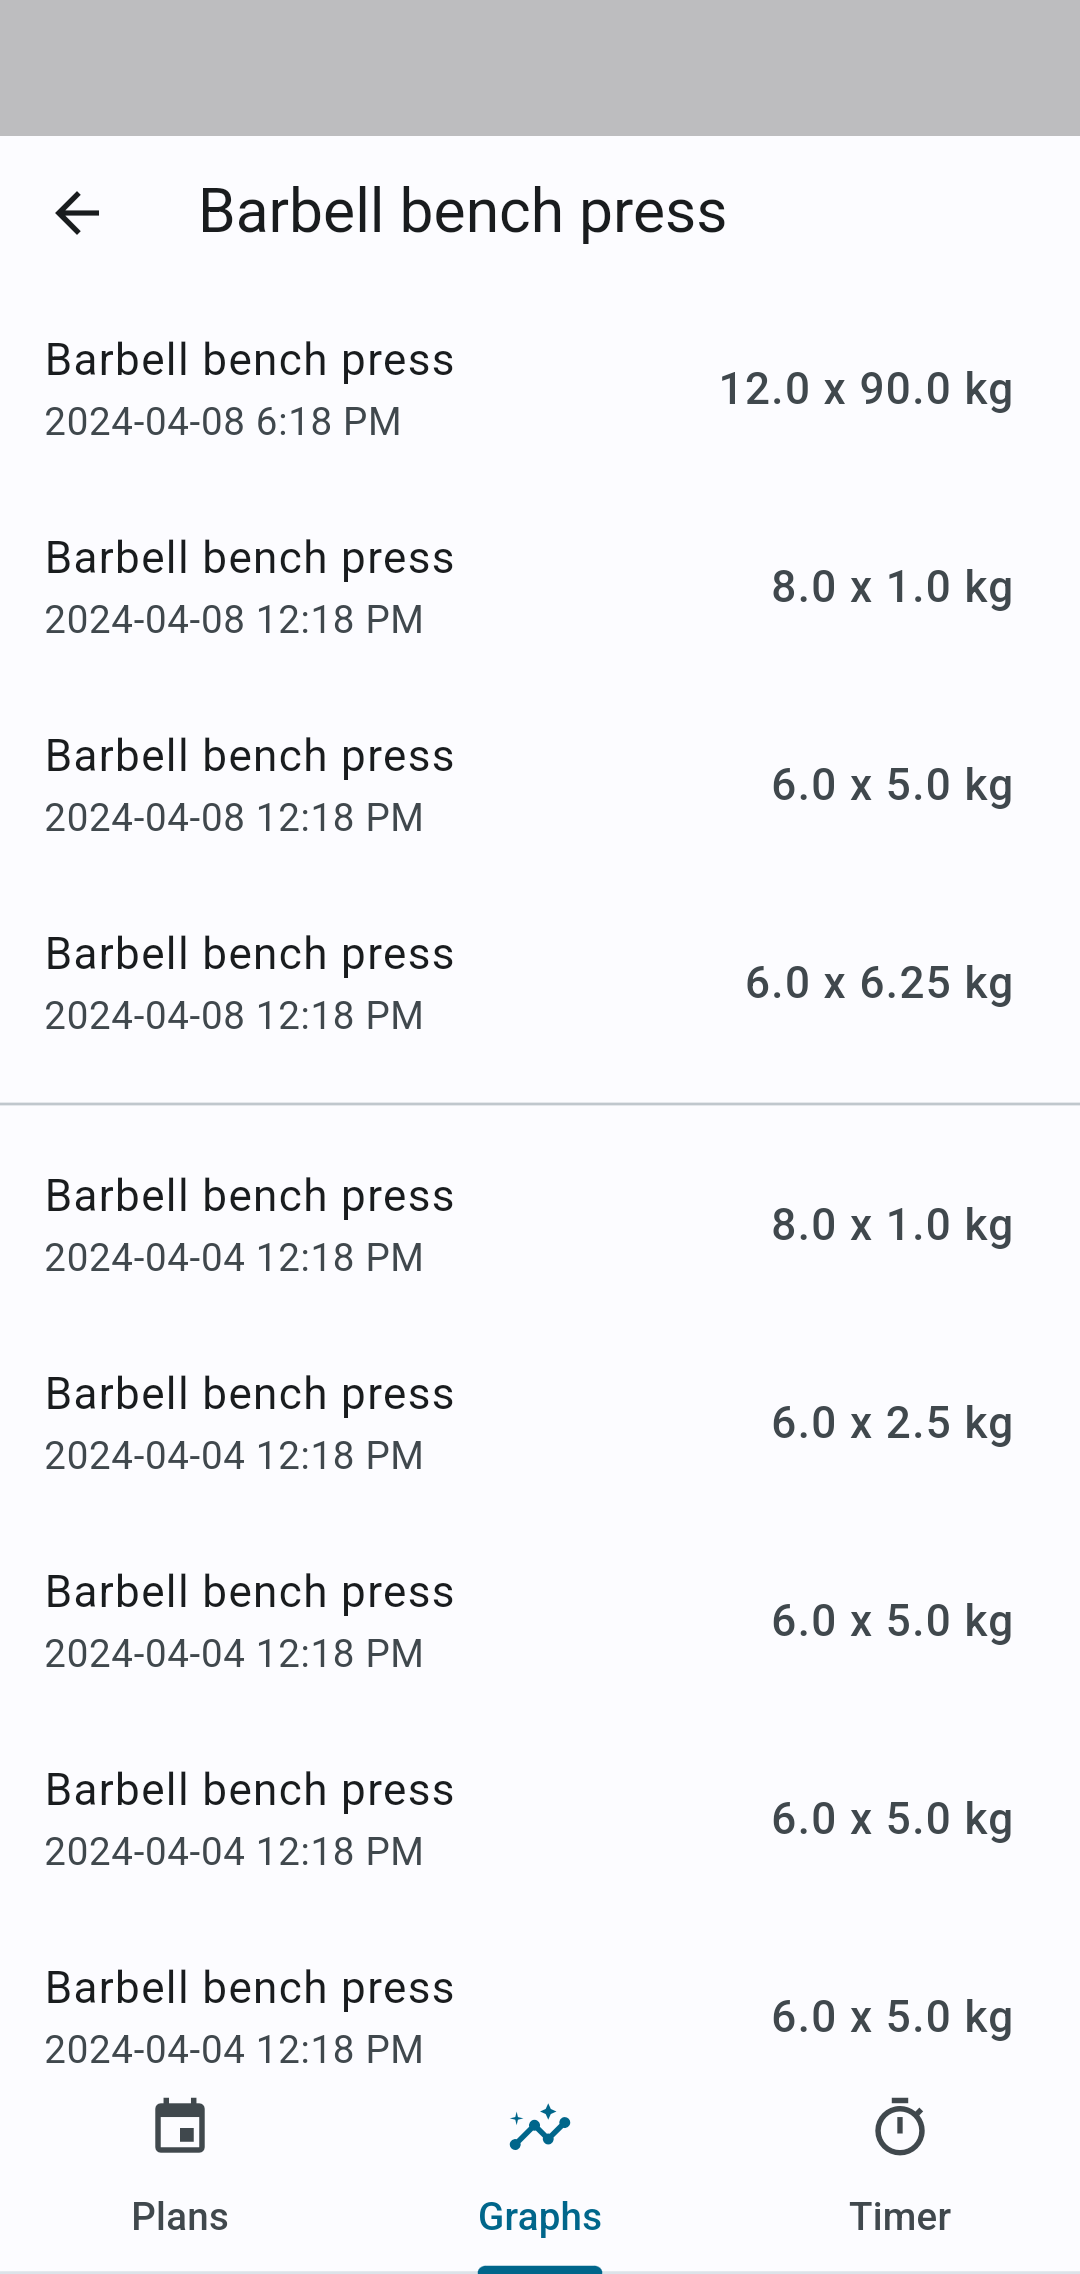 Barbell bench press
Barbell bench press
12.0 x 90.0 kg
2024-04-08 6:18 PM
Barbell bench press
8.0 x 1.0 kg
2024-04-08 12:18 PM
Barbell bench press
6.0 x 5.0 kg
2024-04-08 12:18 PM
Barbell bench press
6.0 x 6.25 kg
2024-04-08 12:18 PM
Barbell bench press
8.0 x 1.0 kg
2024-04-04 12:18 PM
Barbell bench press
6.0 x 2.5 kg
2024-04-04 12:18 PM
Barbell bench press
6.0 x 5.0 kg
2024-04-04 12:18 PM
Barbell bench press
6.0 x 5.0 kg
2024-04-04 12:18 PM
Barbell bench press
6.0 x 5.0 kg
2024-04-04 12:18 PM
Plans
Graphs
Timer